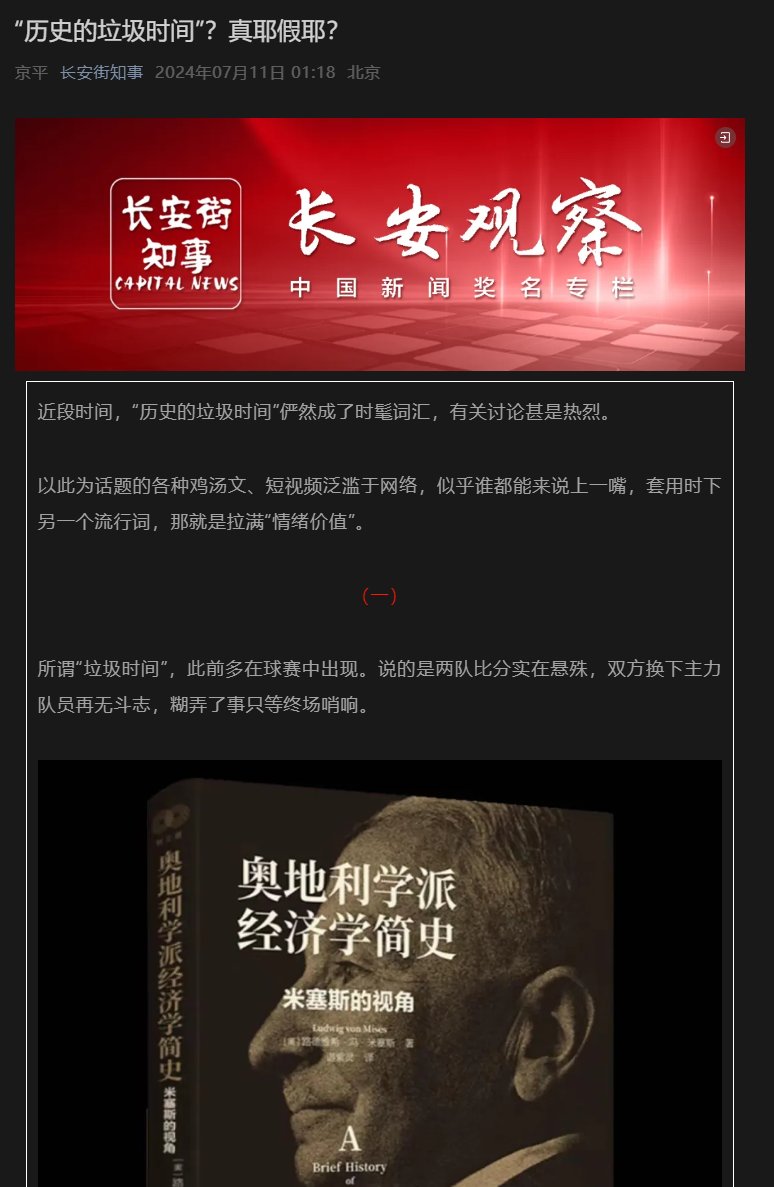 “历史的垃圾时间”？真耶假耶？
京平 长安街知事 2024年07月11日 01:18 北京
长安街
知事
CAPITAL NEWS
长安观察
中国新闻奖名专栏
近段时间，“历史的垃圾时间”俨然成了时髦词汇，有关讨论甚是热烈。
以此为话题的各种鸡汤文、短视频泛滥于网络，似乎谁都能来说上一嘴，套用时下
另一个流行词，那就是拉满“情绪价值”。
（一）
所谓“垃圾时间”，此前多在球赛中出现。说的是两队比分实在悬殊，双方换下主力
队员再无斗志，糊弄了事只等终场哨响。
奥地利学派经济学简史
米塞斯的视角
奥地利学派
经济学简史
米塞斯的视角
Ludwig von Mises
[美]路德维希·冯·米塞斯 著
译
A
Brief History
of